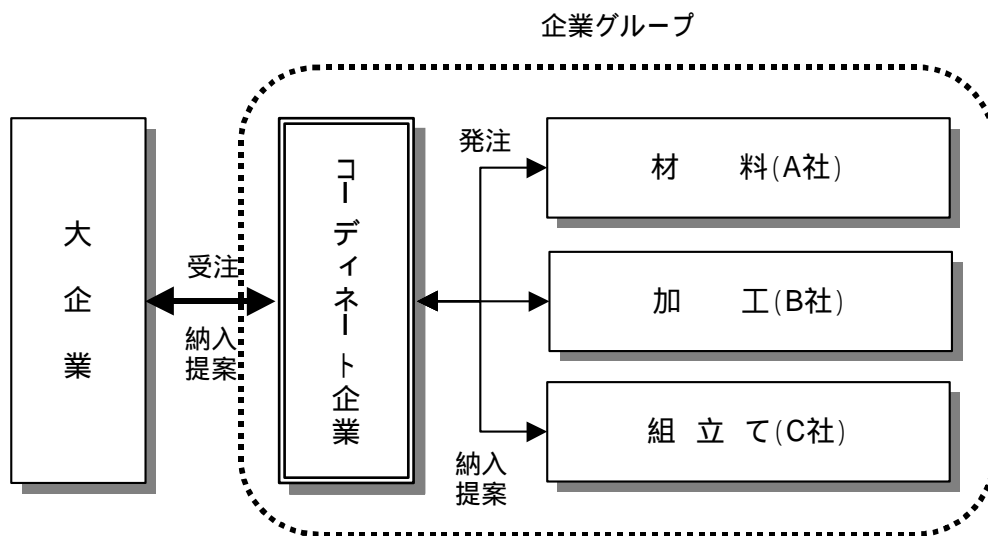 企業グループ
大企業
受注
納入
提案
コーディネート企業
発注
材 料(A社)
加 工(B社)
組 立 て(C社)
納入
提案